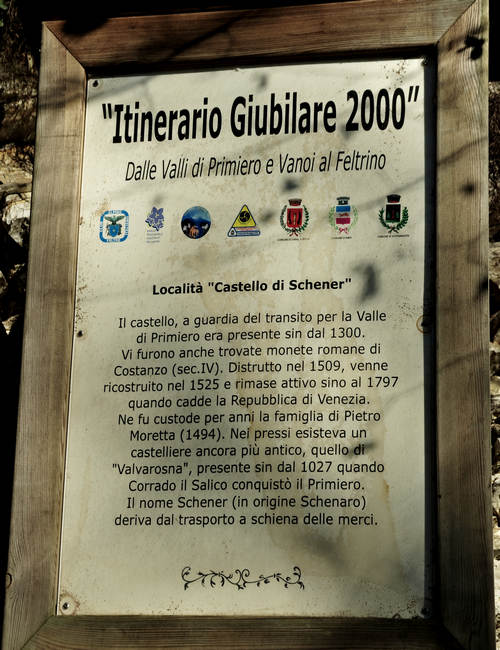 "Itinerario Giubilare 2000"
Dalle Valli di Primiero e Vanoi al Feltrino
Località "Castello di Schener"
Il castello, a guardia del transito per la Valle
di Primiero era presente sin dal 1300.
Vi furono anche trovate monete romane di
Costanzo (sec.IV). Distrutto nel 1509, venne
ricostruito nel 1525 e rimase attivo sino al 1797
quando cadde la Repubblica di Venezia.
Ne fu custode per anni la famiglia di Pietro
Moretta (1494). Nei pressi esisteva un
castelliere ancora più antico, quello di
"Valvarosna", presente sin dal 1027 quando
Corrado il Salico conquistò il Primiero.
Il nome Schener (in origine Schenaro)
deriva dal trasporto a schiena delle merci.